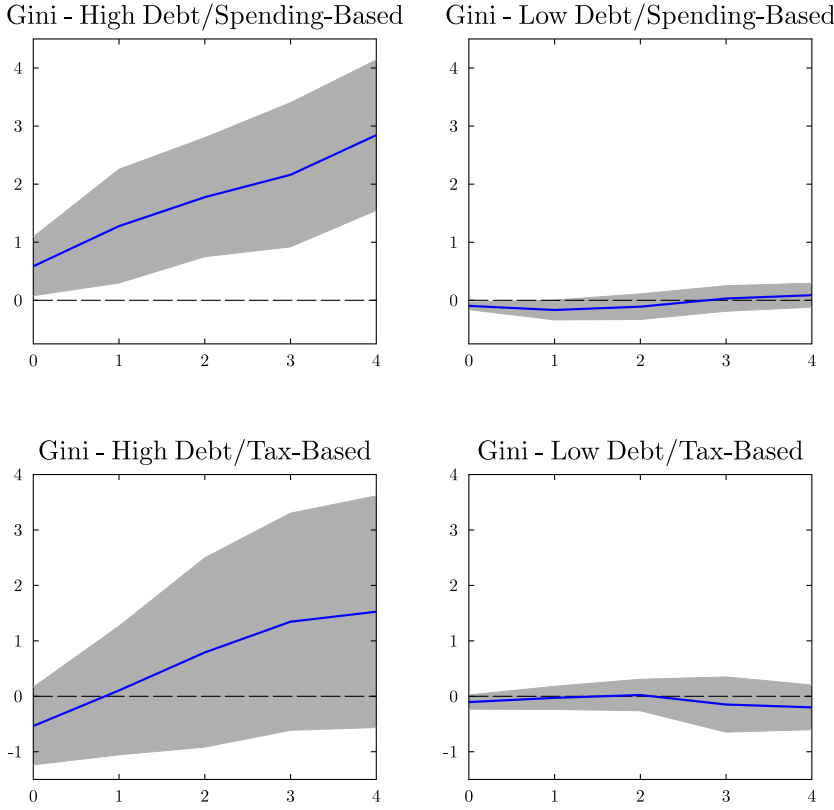 Gini - High Debt/Spending-Based
4
3
2
1
0
0 1 2 3 4
Gini - Low Debt/Spending-Based
4
3
2
1
0
0 1 2 3 4
Gini - High Debt/Tax-Based
4
3
2
1
0
-1
0 1 2 3 4
Gini - Low Debt/Tax-Based
4
3
2
1
0
-1
0 1 2 3 4